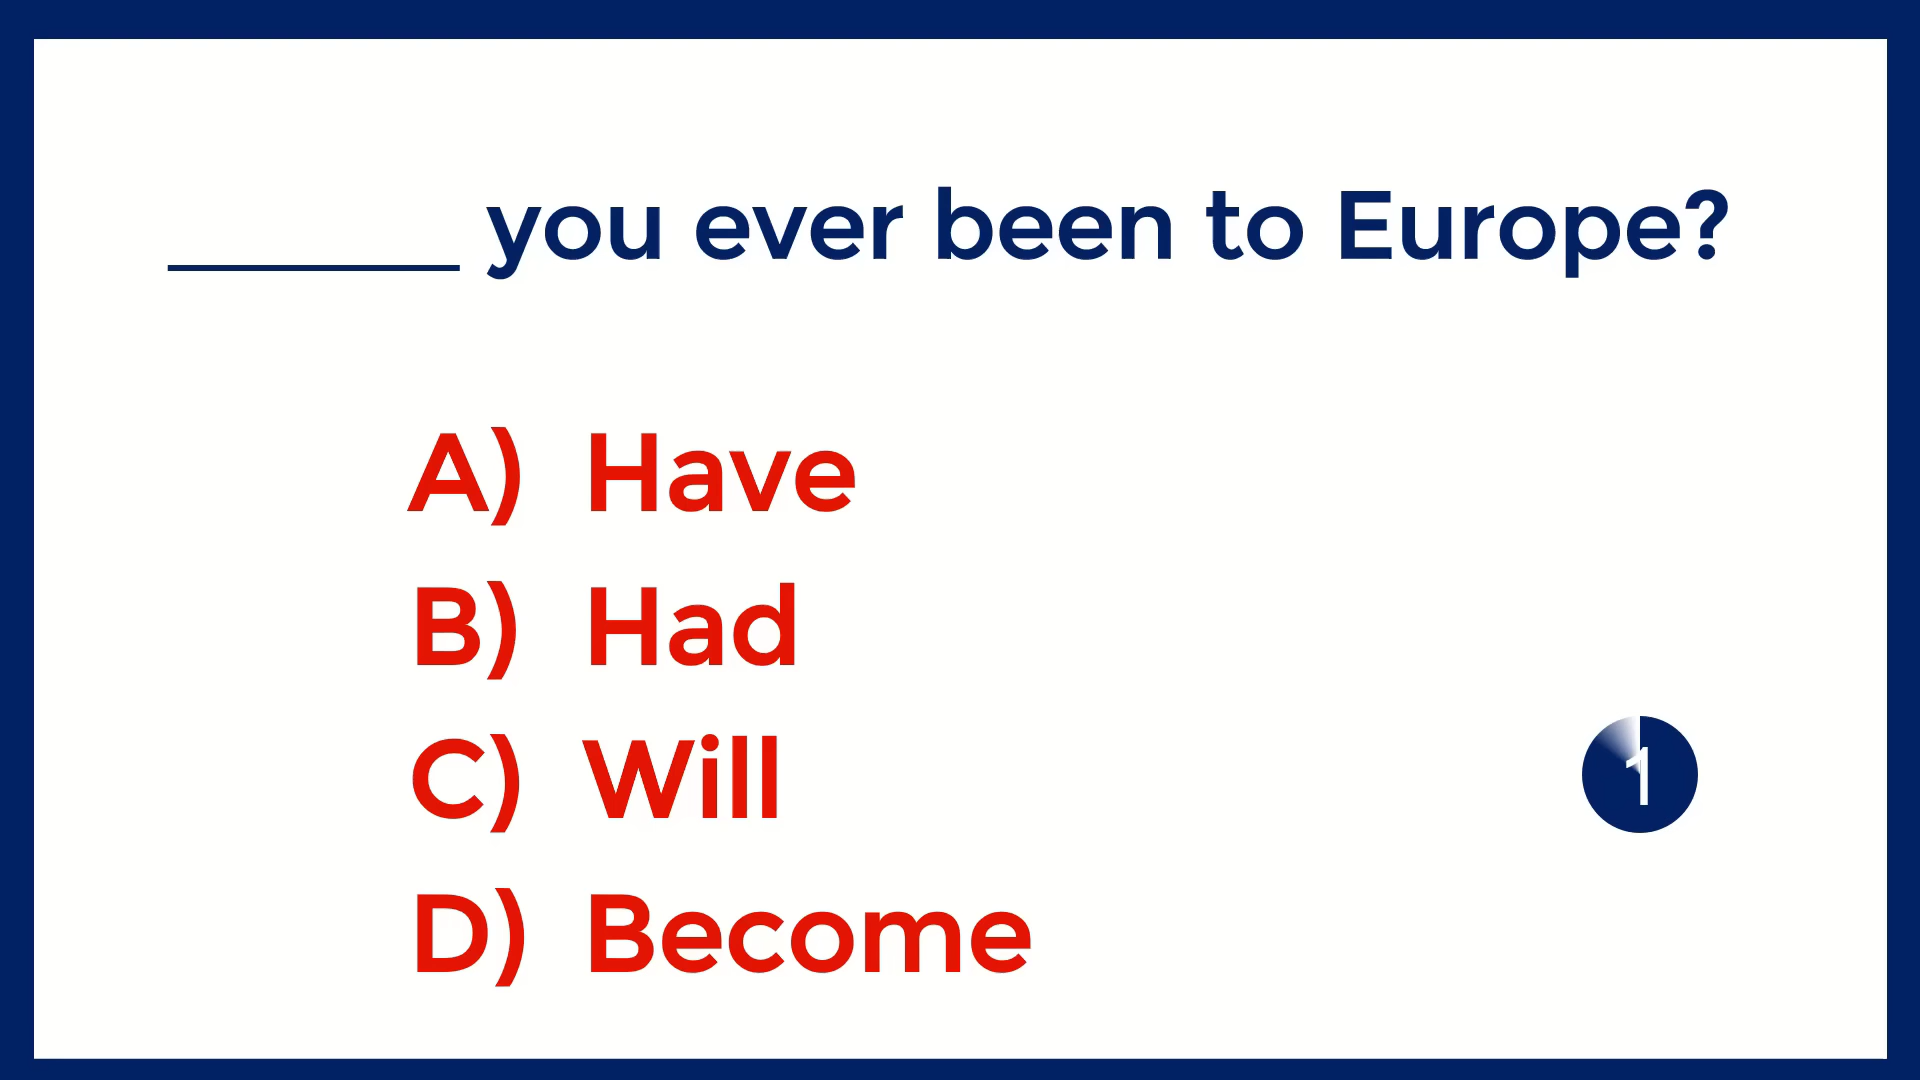 ______ you ever been to Europe?
A) Have
B) Had
C) Will
1
D) Become